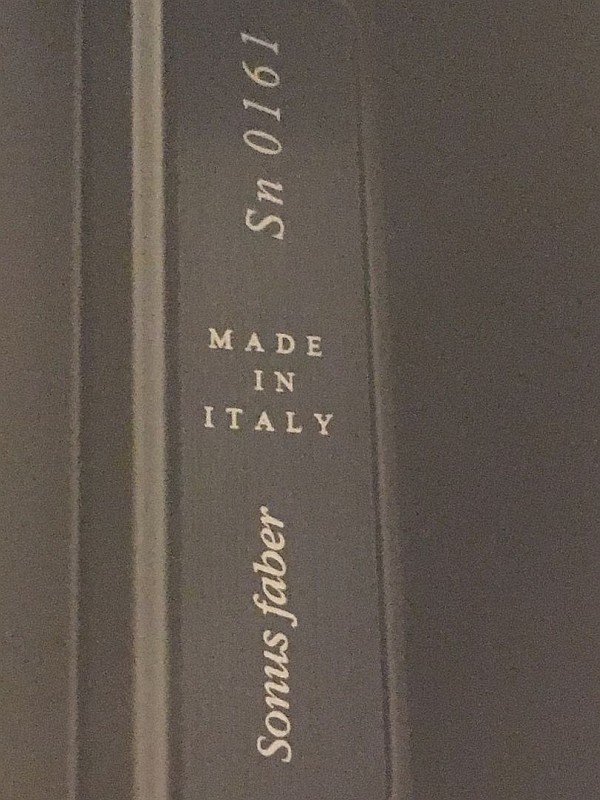 Sn 0161
MADE
IN
ITALY
Sonus faber